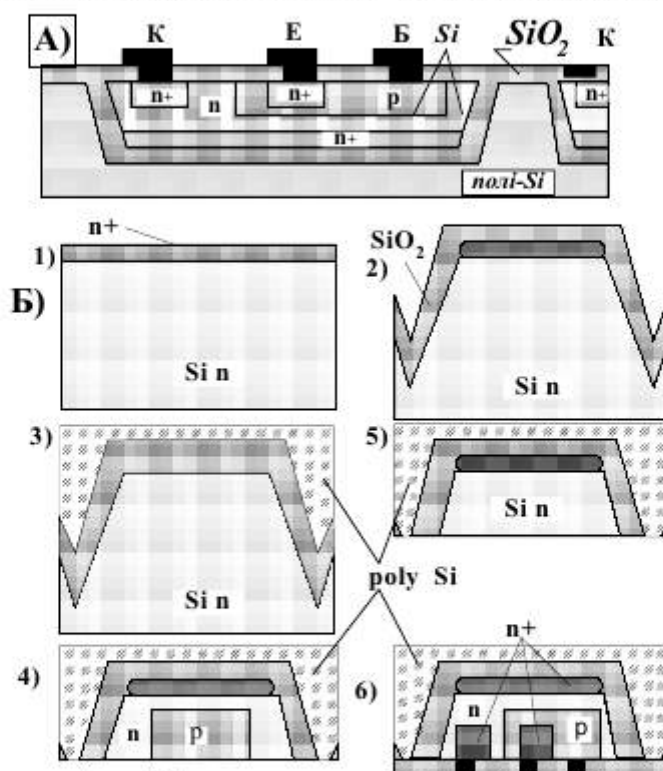 А)
К Е Б Si SiO₂ К
n+ n n+ p n+
n+
полі-Si
n+
1)
Б)
Si n
SiO₂
2)
Si n
3)
Si n
5)
Si n
poly Si
4)
n p
n+
6)
n p